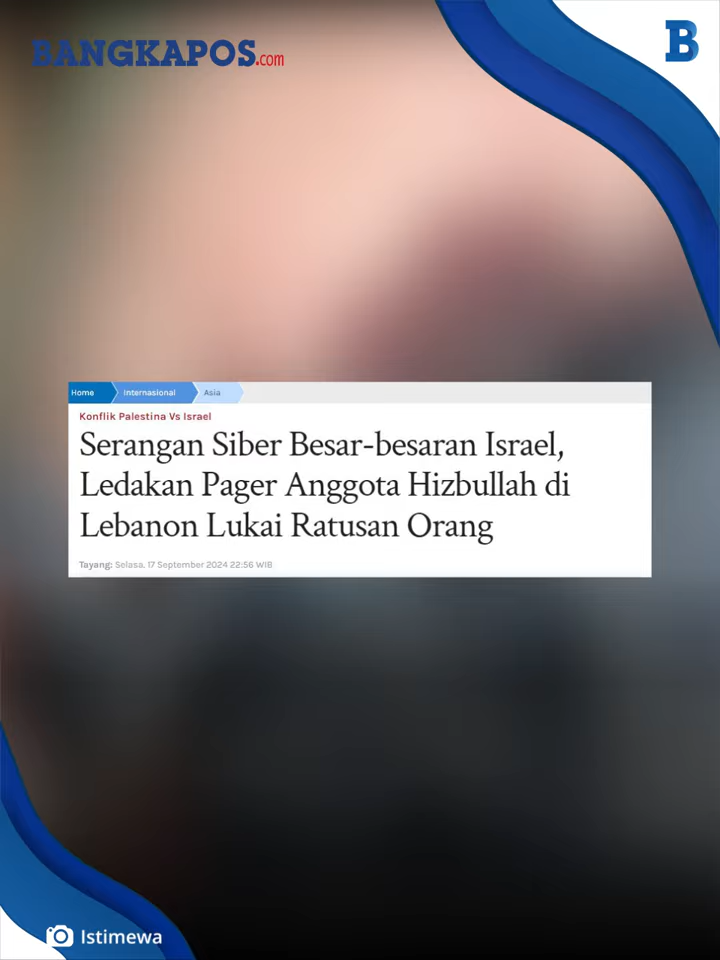 BANGKAPOS.com
B
Home Internasional Asia
Konflik Palestina Vs Israel
Serangan Siber Besar-besaran Israel,
Ledakan Pager Anggota Hizbullah di
Lebanon Lukai Ratusan Orang
Tayang: Selasa, 17 September 2024 22:56 WIB
Istimewa